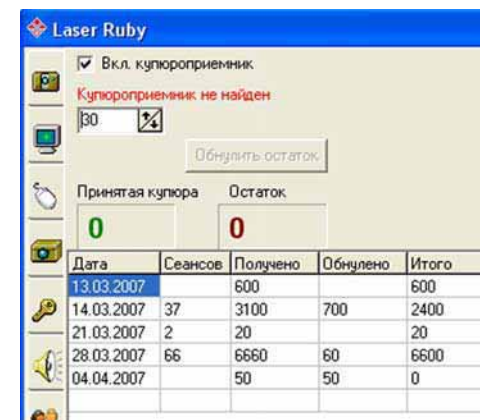 Laser Ruby
Вкл. купюроприемник
Купюроприемник не найден
30
Обнулить остаток
Принятая купюра Остаток
0 0
Дата Сеансов Получено Обнулено Итого
13.03.2007 600 600
14.03.2007 37 3100 700 2400
21.03.2007 2 20 20
28.03.2007 66 6660 60 6600
04.04.2007 50 50 0